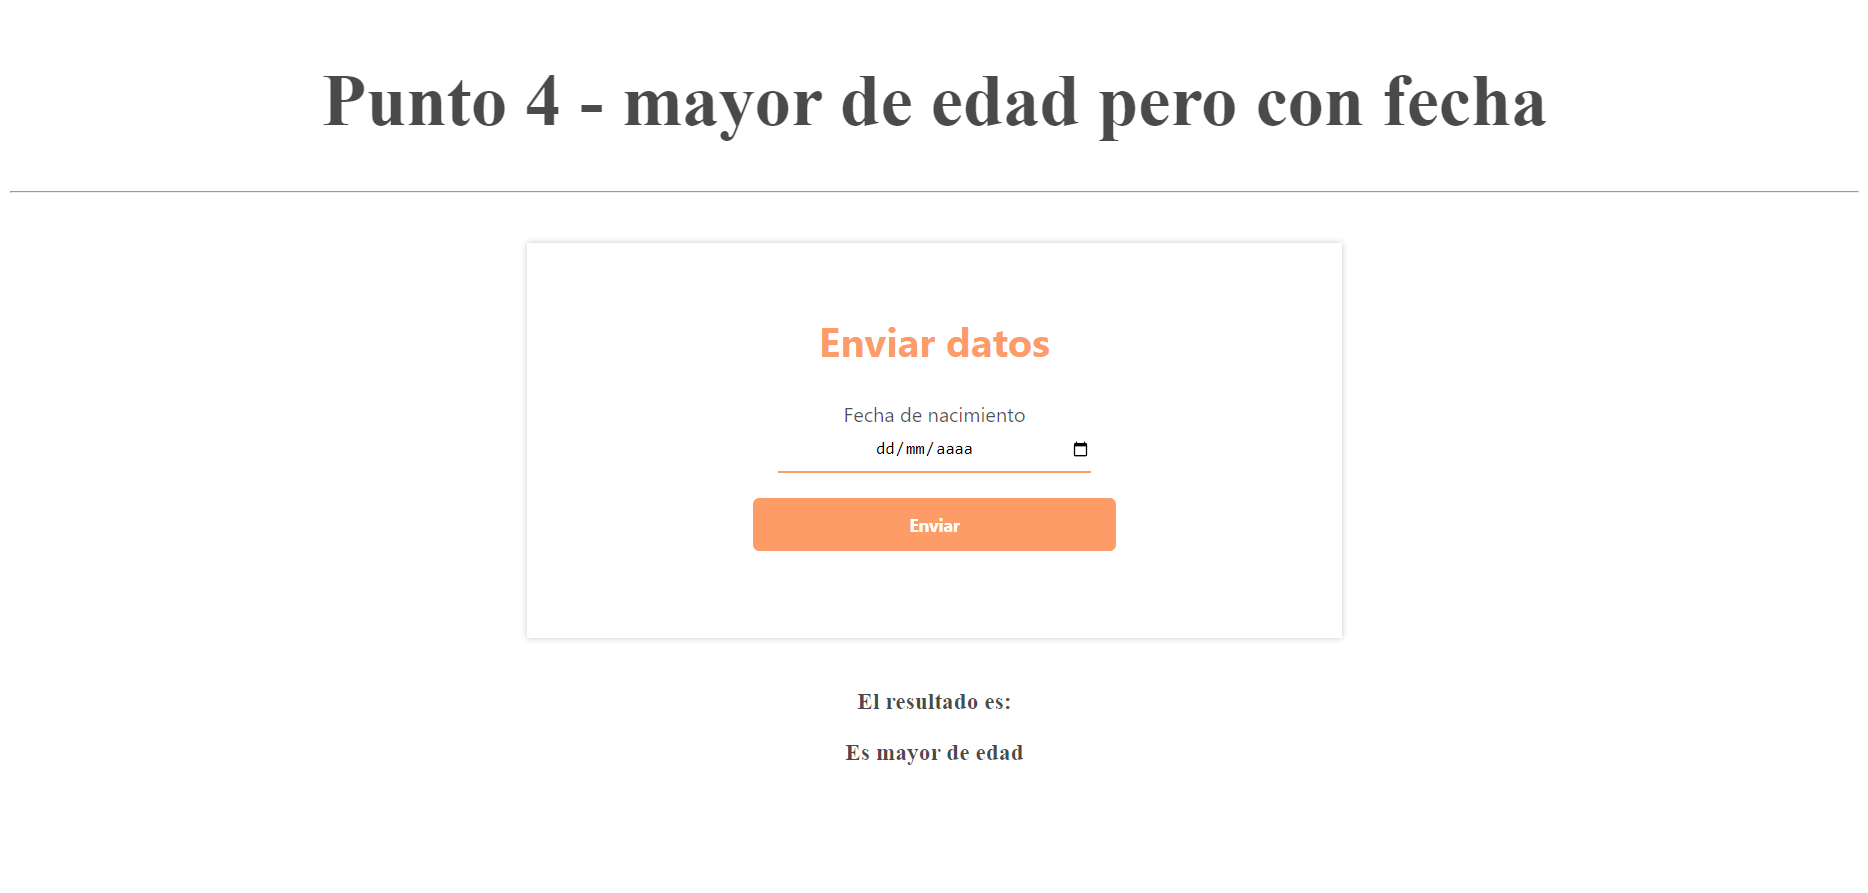 Punto 4 - mayor de edad pero con fecha
Enviar datos
Fecha de nacimiento
dd/mm/aaaa
Enviar
El resultado es:
Es mayor de edad